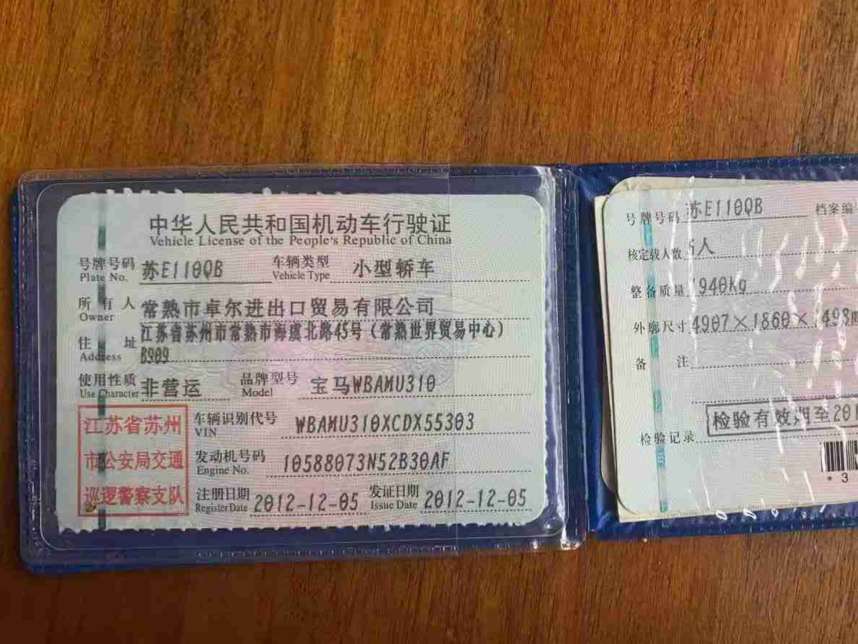 中华人民共和国机动车行驶证
Vehicle License of the People's Republic of China
号牌号码 苏E110QB 车辆类型 小型轿车
Plate No. Vehicle Type
所有人 常熟市卓尔进出口贸易有限公司
Owner
住址 江苏省苏州市常熟市海虞北路45号（常熟世界贸易中心）
Address B909
使用性质 非营运 品牌型号 宝马WBAMU310
Use Character Model
江苏省苏州
市公安局交通
巡逻警察支队
车辆识别代号 WBAMU310XCDX55303
VIN
发动机号码 10588073N52B30AF
Engine No.
注册日期 2012-12-05 发证日期 2012-12-05
Register Date Issue Date
号牌号码 苏E110QB 档案编
核定载人数 5人
整备质量 1940kg
外廓尺寸 4907×1860×1498
备注
检验有效期至201
检验记录
*3